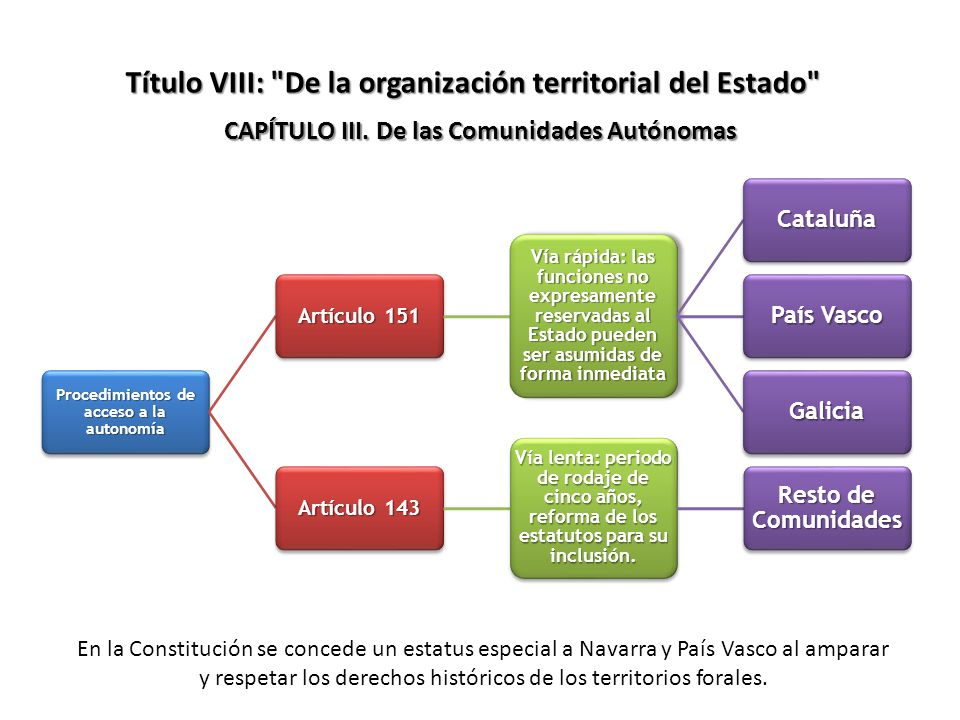 Título VIII: "De la organización territorial del Estado"
CAPÍTULO III. De las Comunidades Autónomas
Procedimientos de
acceso a la
autonomía
Artículo 151
Vía rápida: las
funciones no
expresamente
reservadas al
Estado pueden
ser asumidas de
forma inmediata
Cataluña
País Vasco
Galicia
Artículo 143
Vía lenta: periodo
de rodaje de
cinco años,
reforma de los
estatutos para su
inclusión.
Resto de
Comunidades
En la Constitución se concede un estatus especial a Navarra y País Vasco al amparar
y respetar los derechos históricos de los territorios forales.